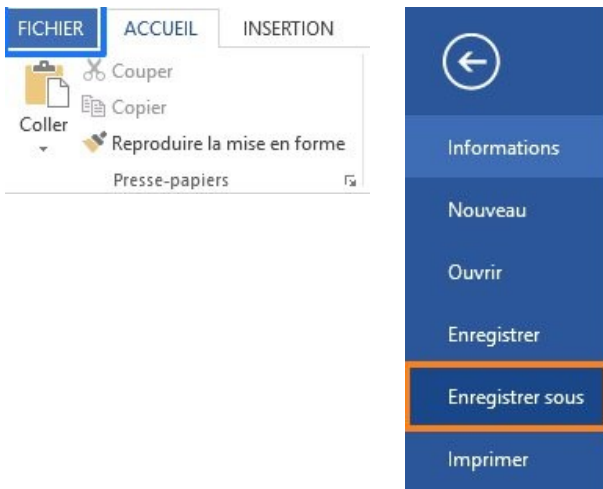 FICHIER ACCUEIL INSERTION
Couper
Copier
Coller
Reproduire la mise en forme
Presse-papiers
Informations
Nouveau
Ouvrir
Enregistrer
Enregistrer sous
Imprimer